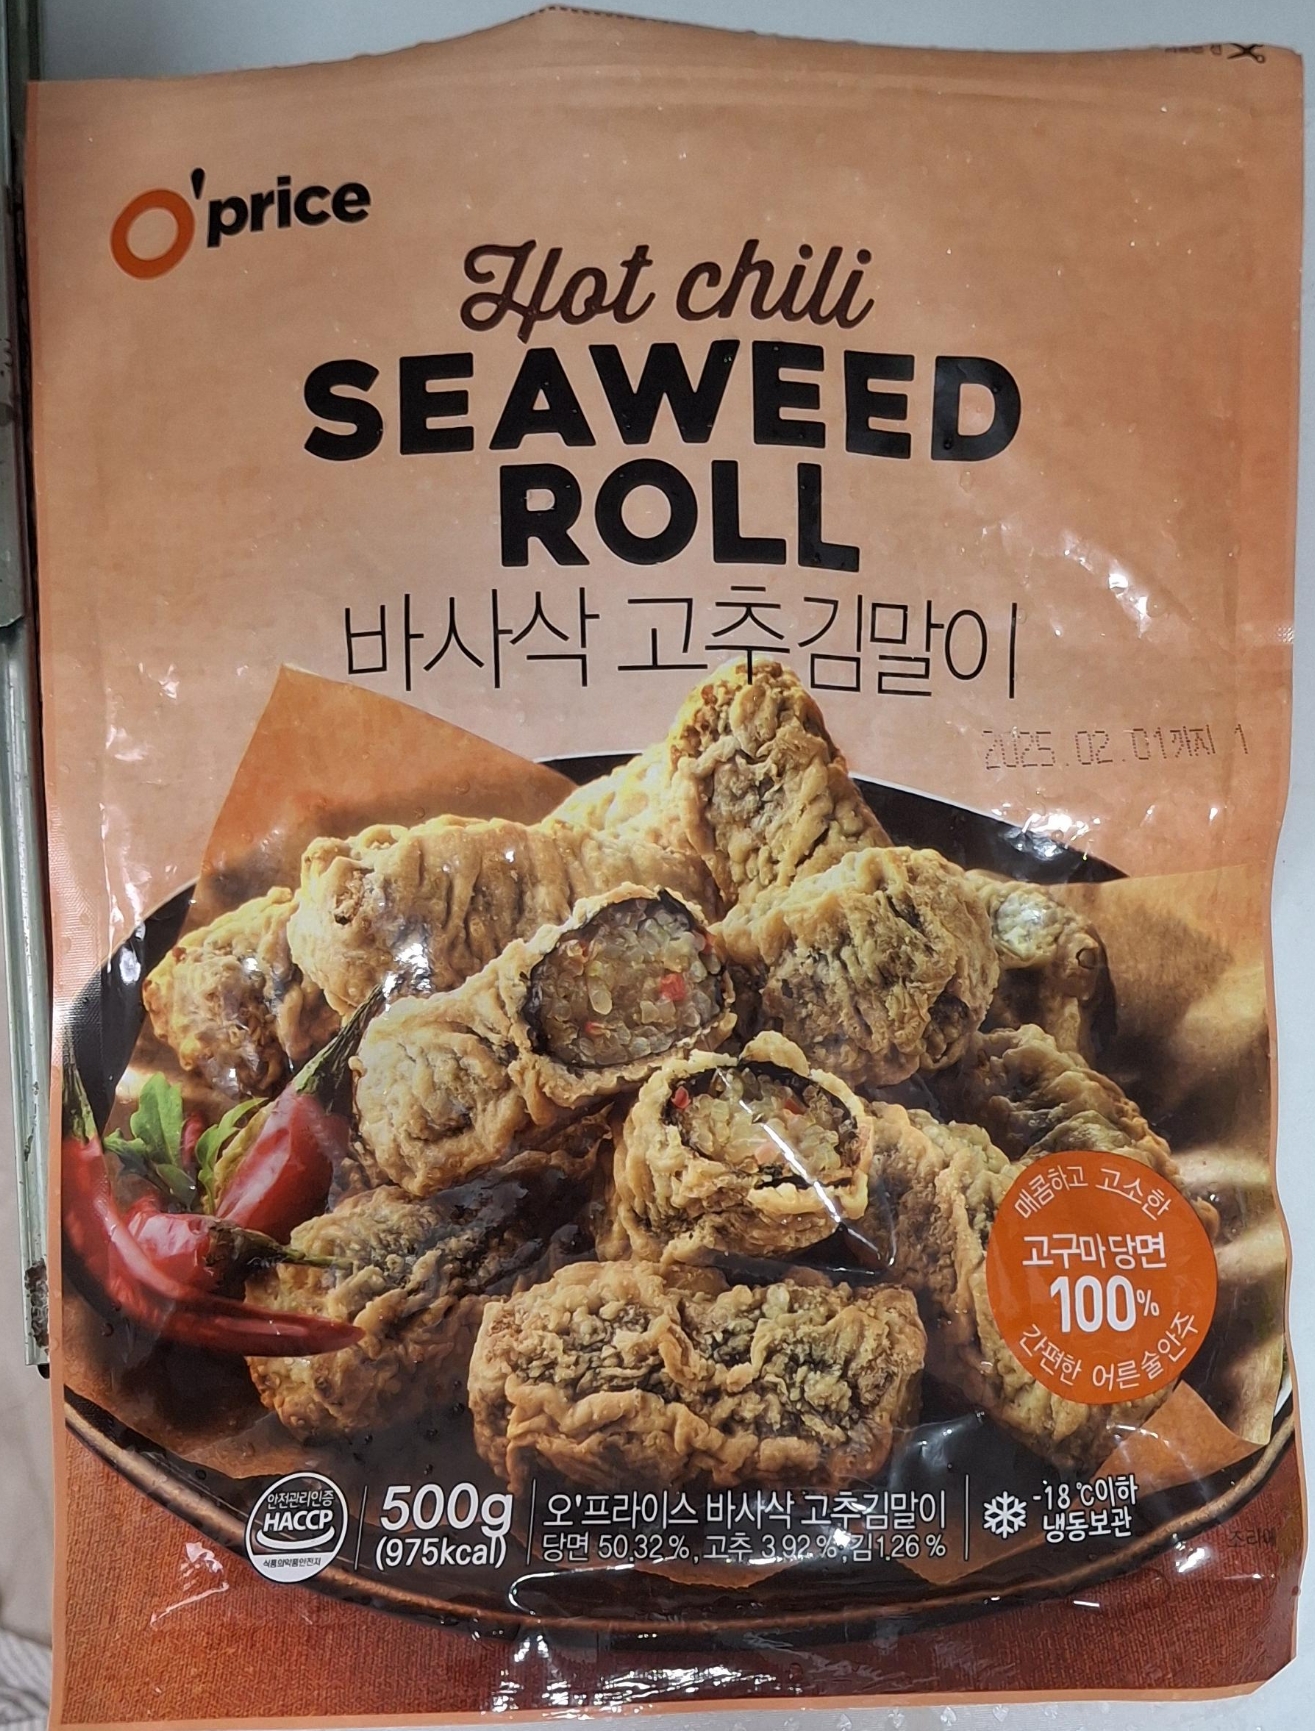 O'price
Hot chili
SEAWEED
ROLL
바사삭 고추김말이
2025.02.01까지 1
매콤하고 고소한
고구마당면
100%
간편한 어른술안주
안전관리인증
HACCP
식품의약품안전처
500g
(975kcal)
오'프라이스 바사삭 고추김말이
당면 50.32%, 고추 3.92%, 김1.26%
-18℃이하
냉동보관